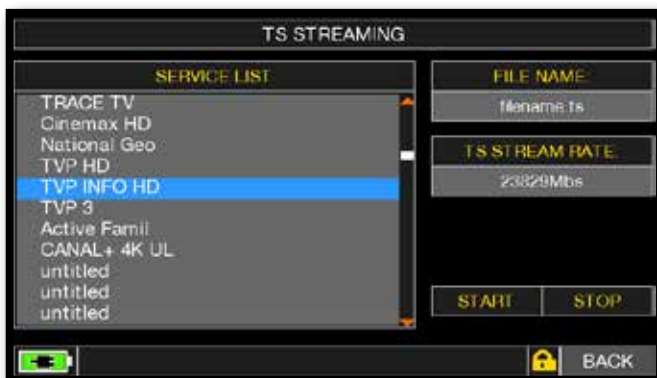 TS STREAMING
SERVICE LIST
TRACE TV
Cinemax HD
National Geo
TVP HD
TVP INFO HD
TVP 3
Active Famil
CANAL+ 4K UL
untitled
untitled
untitled
FILE NAME
filename.ts
TS STREAM RATE
23829Mbs
START STOP
BACK